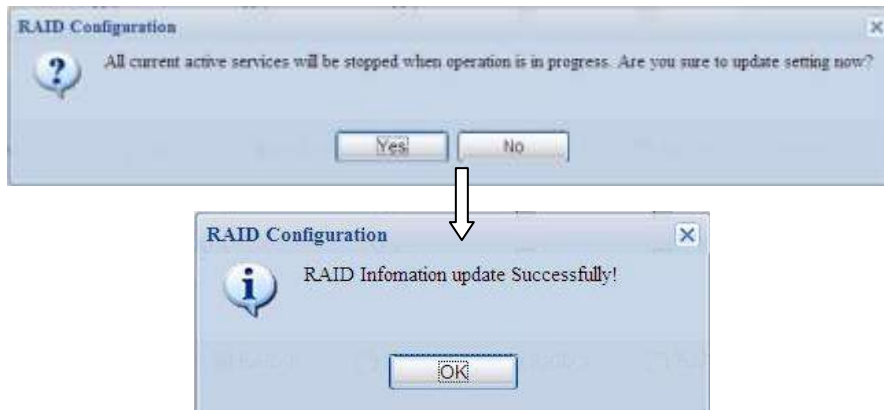 RAID Configuration
All current active services will be stopped when operation is in progress. Are you sure to update setting now?
Yes No
RAID Configuration
RAID Infomation update Successfully!
OK